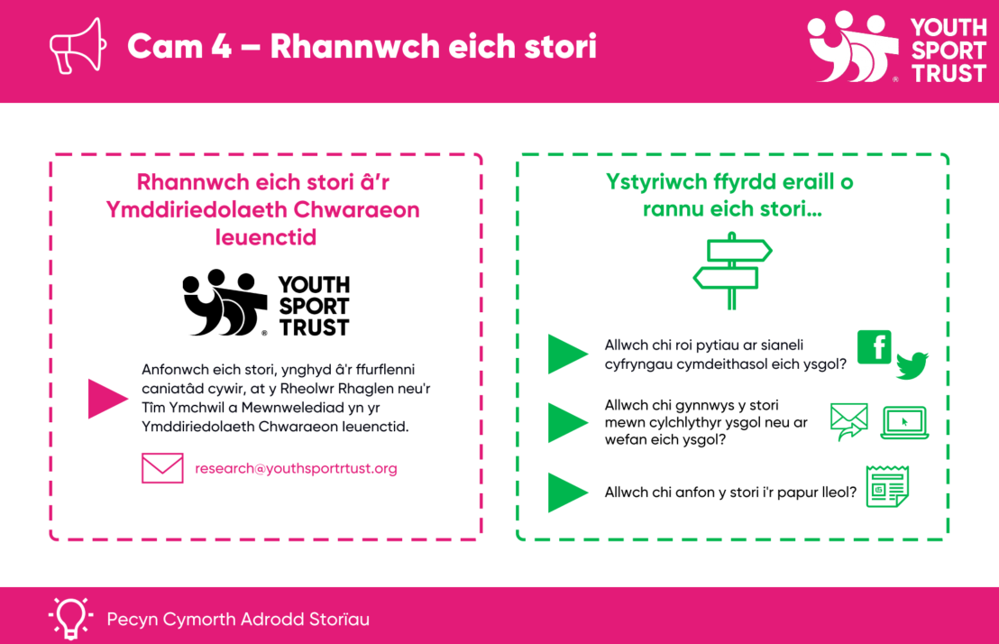 Cam 4 – Rhannwch eich stori
YOUTH
SPORT
TRUST
®
Rhannwch eich stori â’r
Ymddiriedolaeth Chwaraeon
Ieuenctid
YOUTH
SPORT
TRUST
®
Anfonwch eich stori, ynghyd â'r ffurflenni
caniatâd cywir, at y Rheolwr Rhaglen neu'r
Tîm Ymchwil a Mewnwelediad yn yr
Ymddiriedolaeth Chwaraeon Ieuenctid.
research@youthsportrtust.org
Ystyriwch ffyrdd eraill o
rannu eich stori...
Allwch chi roi pytiau ar sianeli
cyfryngau cymdeithasol eich ysgol?
Allwch chi gynnwys y stori
mewn cylchlythyr ysgol neu ar
wefan eich ysgol?
Allwch chi anfon y stori i'r papur lleol?
Pecyn Cymorth Adrodd Storïau